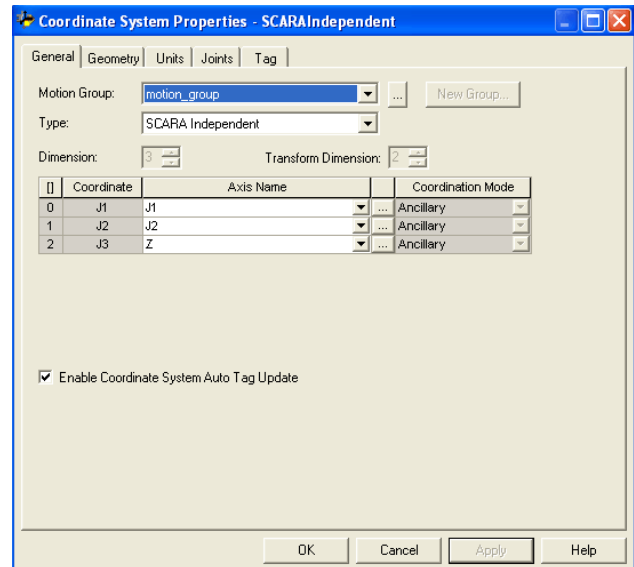 Coordinate System Properties - SCARAIndependent
General Geometry Units Joints Tag
Motion Group: motion_group ... New Group...
Type: SCARA Independent
Dimension: 3 Transform Dimension: 2
[] Coordinate Axis Name Coordination Mode
0 J1 J1 ... Ancillary
1 J2 J2 ... Ancillary
2 J3 Z ... Ancillary
Enable Coordinate System Auto Tag Update
OK Cancel Apply Help